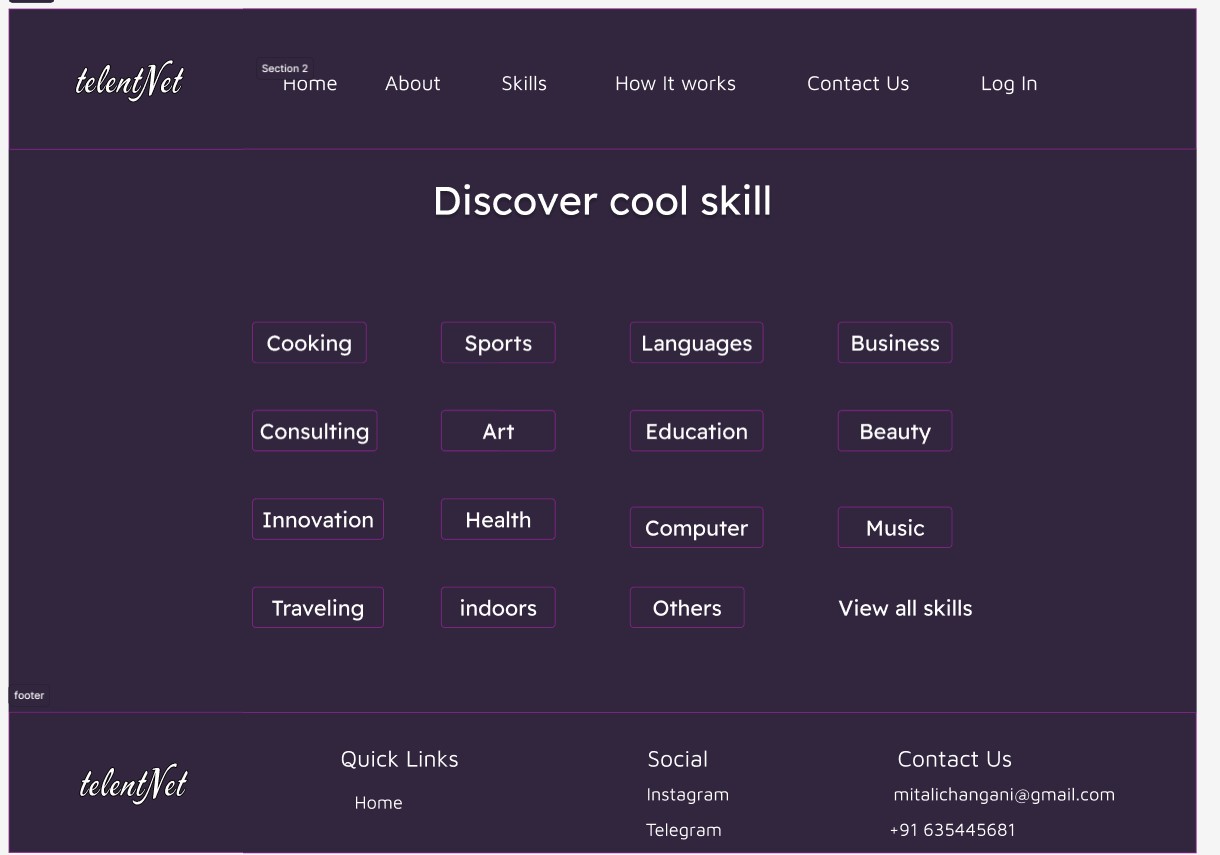 telentNet
Section 2
Home About Skills How It works Contact Us Log In
Discover cool skill
Cooking Sports Languages Business
Consulting Art Education Beauty
Innovation Health Computer Music
Traveling indoors Others View all skills
footer
telentNet
Quick Links Social Contact Us
Home Instagram mitalichangani@gmail.com
Telegram +91 635445681